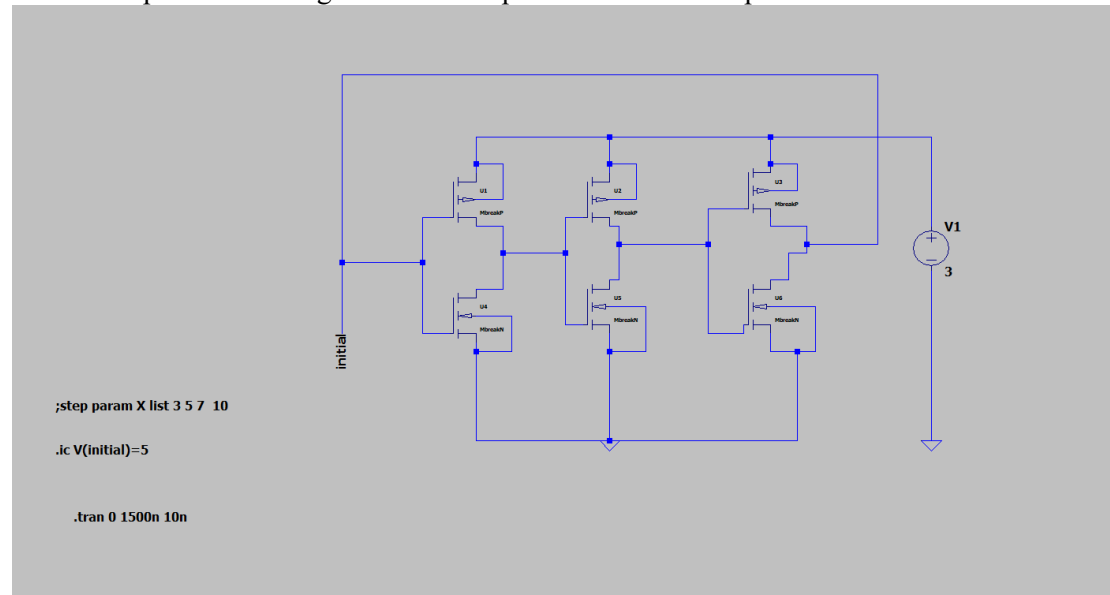 U1
MbreakP
U2
MbreakP
U3
MbreakP
V1
3
U4
MbreakN
U5
MbreakN
U6
MbreakN
initial
;step param X list 3 5 7 10
.ic V(initial)=5
.tran 0 1500n 10n